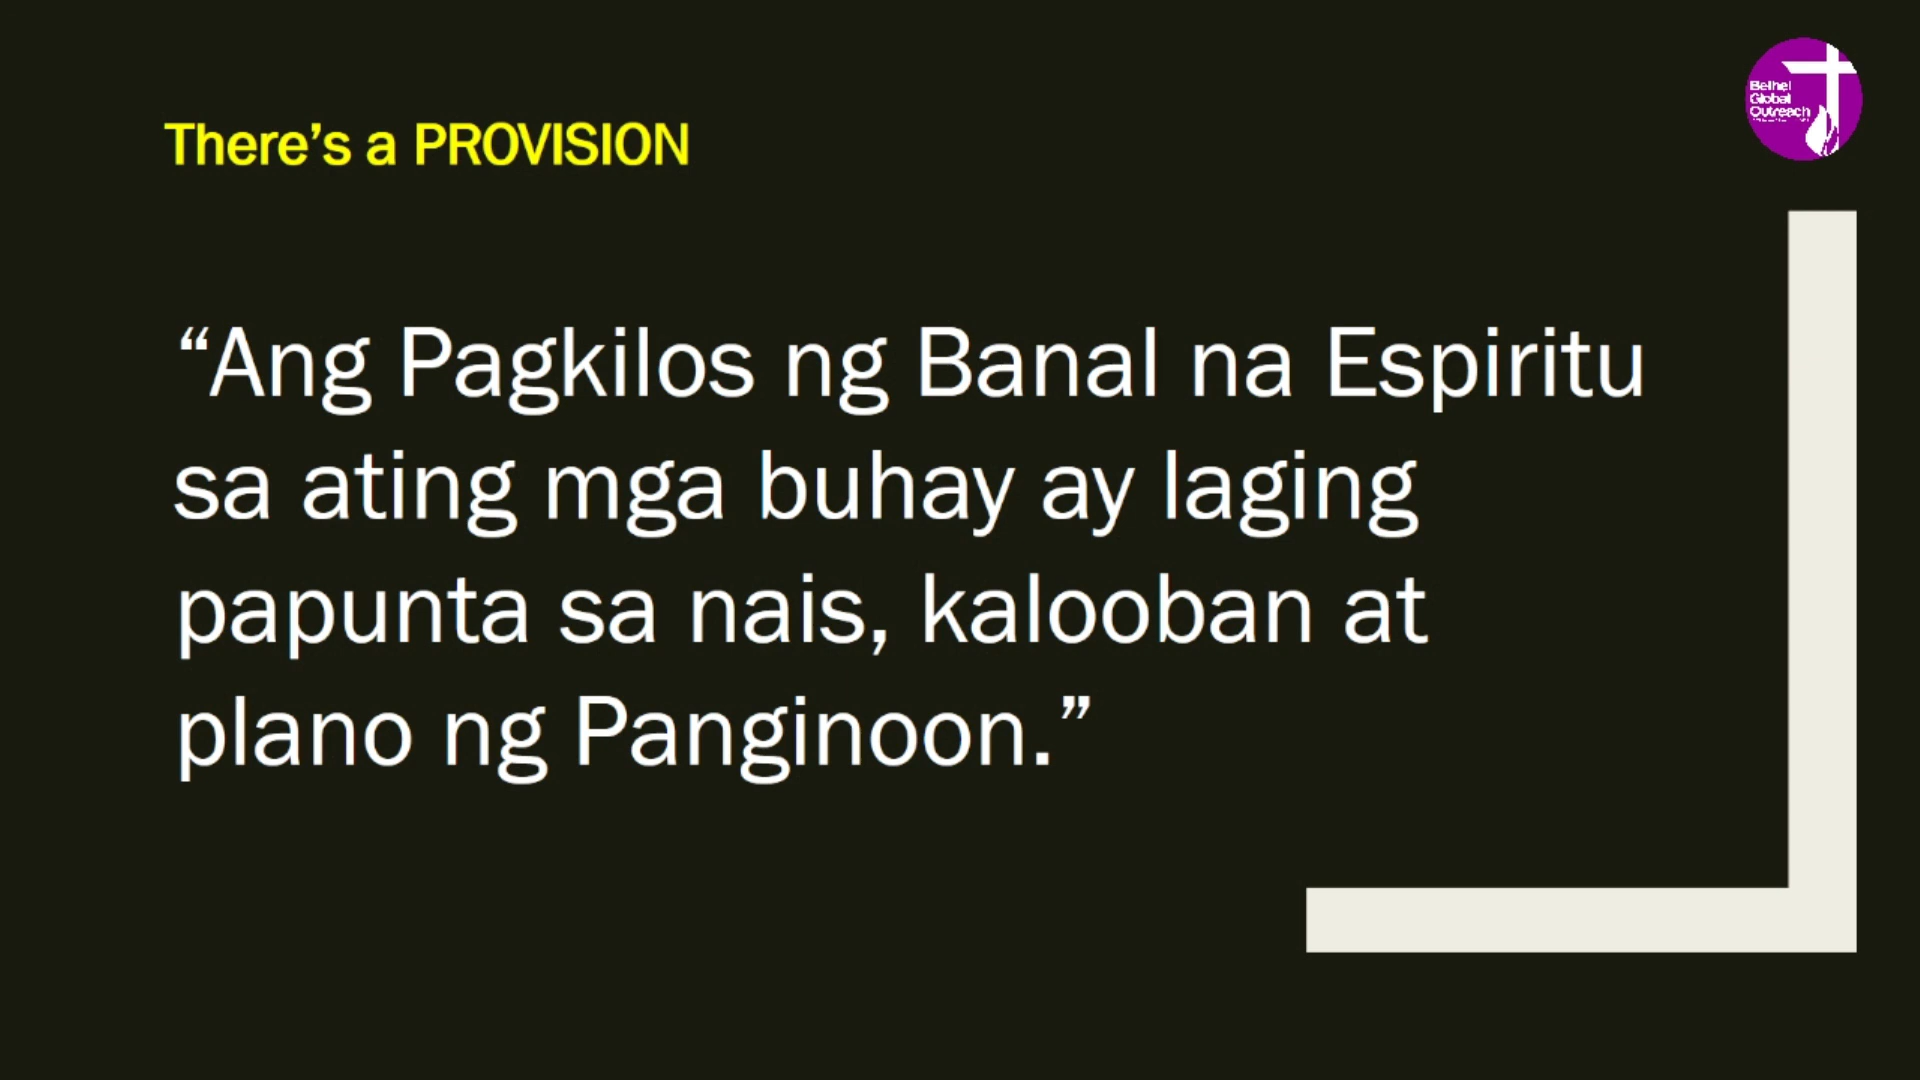 Bethel
Global
Outreach
There’s a PROVISION
“Ang Pagkilos ng Banal na Espiritu
sa ating mga buhay ay laging
papunta sa nais, kalooban at
plano ng Panginoon.”